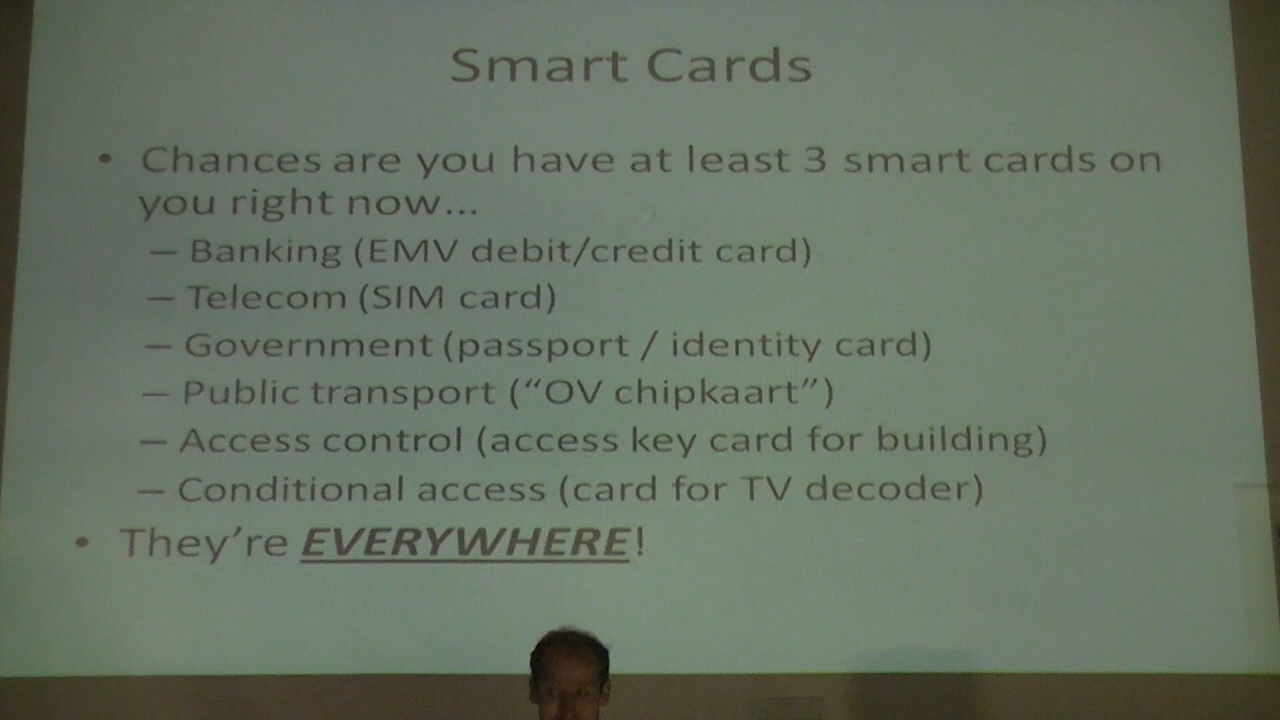 Smart Cards
• Chances are you have at least 3 smart cards on
you right now...
– Banking (EMV debit/credit card)
– Telecom (SIM card)
– Government (passport / identity card)
– Public transport (“OV chipkaart”)
– Access control (access key card for building)
– Conditional access (card for TV decoder)
• They’re EVERYWHERE!